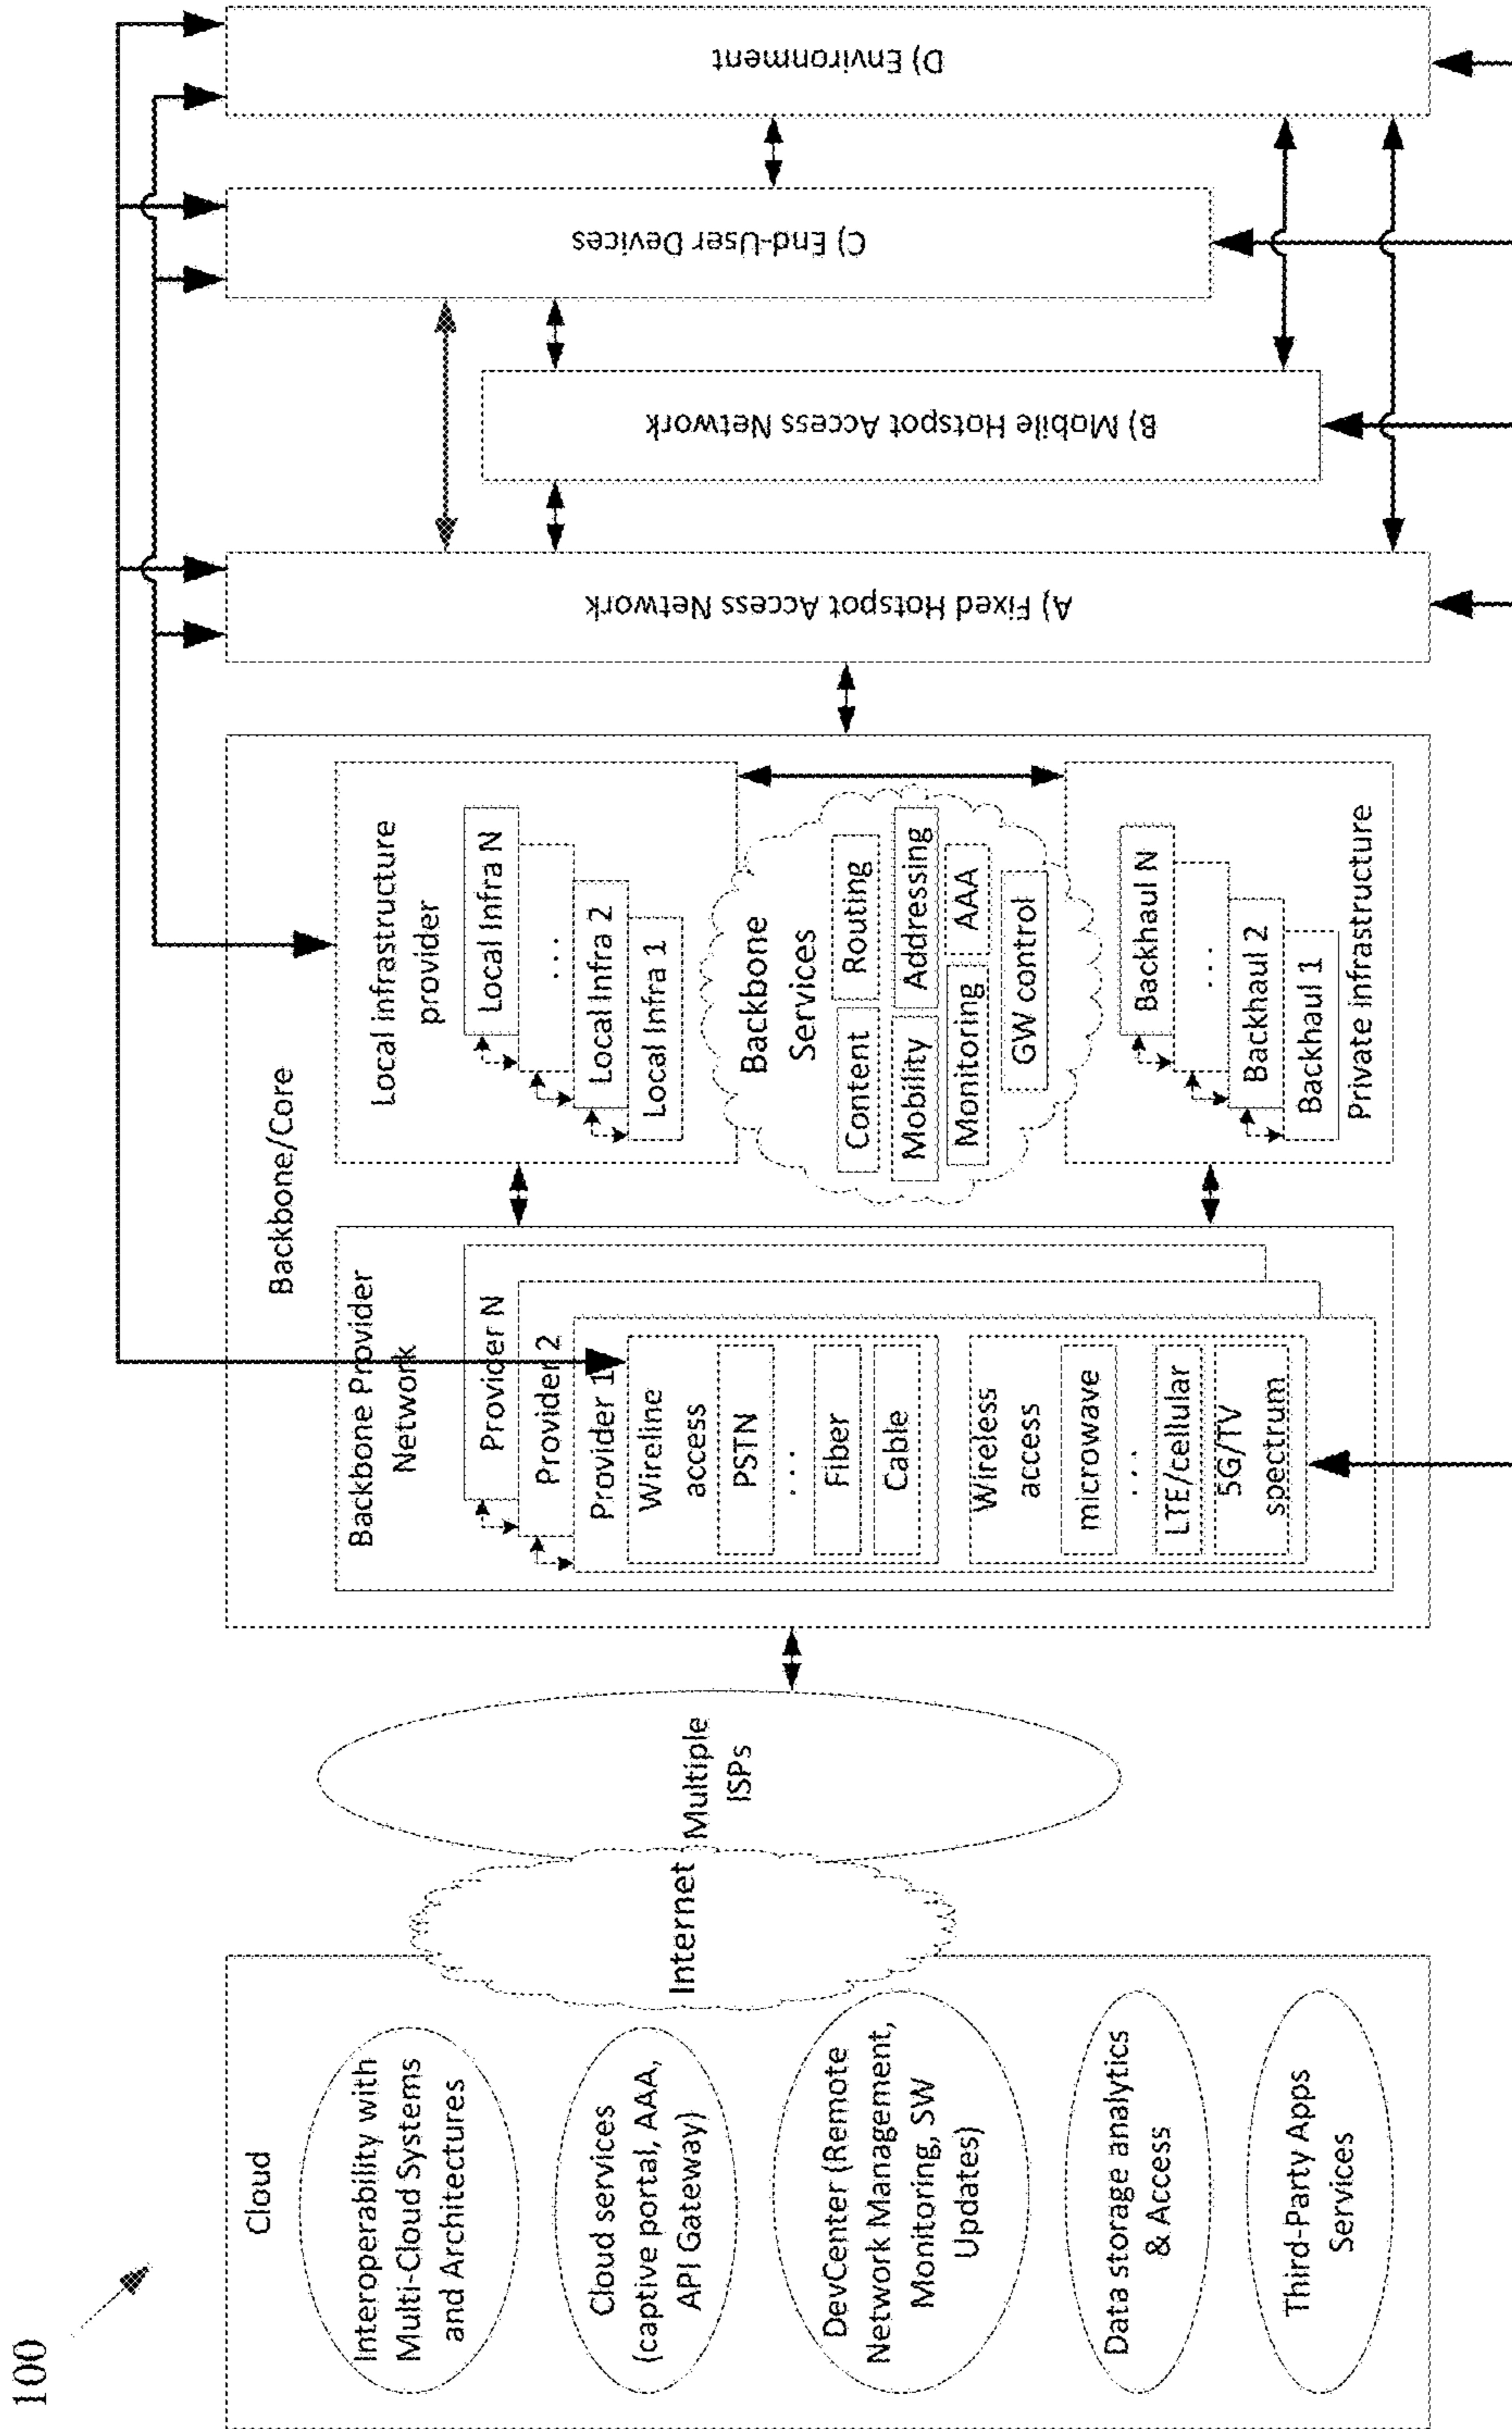 100
Cloud
Interoperability with
Multi-Cloud Systems
and Architectures
Cloud services
(captive portal, AAA,
API Gateway)
DevCenter (Remote
Network Management,
Monitoring, SW
Updates)
Data storage analytics
& Access
Third-Party Apps
Services
Internet
Multiple
ISPs
Backbone/Core
Backbone Provider
Network
Provider N
Provider 2
Provider 1
Wireline
access
PSTN
...
Fiber
Cable
Wireless
access
microwave
...
LTE/cellular
5G/TV
spectrum
Local infrastructure
provider
Local Infra N
...
Local Infra 2
Local Infra 1
Backbone
Services
Content
Routing
Mobility
Addressing
Monitoring
AAA
GW control
Backhaul N
...
Backhaul 2
Backhaul 1
Private infrastructure
A) Fixed Hotspot Access Network
B) Mobile Hotspot Access Network
C) End-User Devices
D) Environment